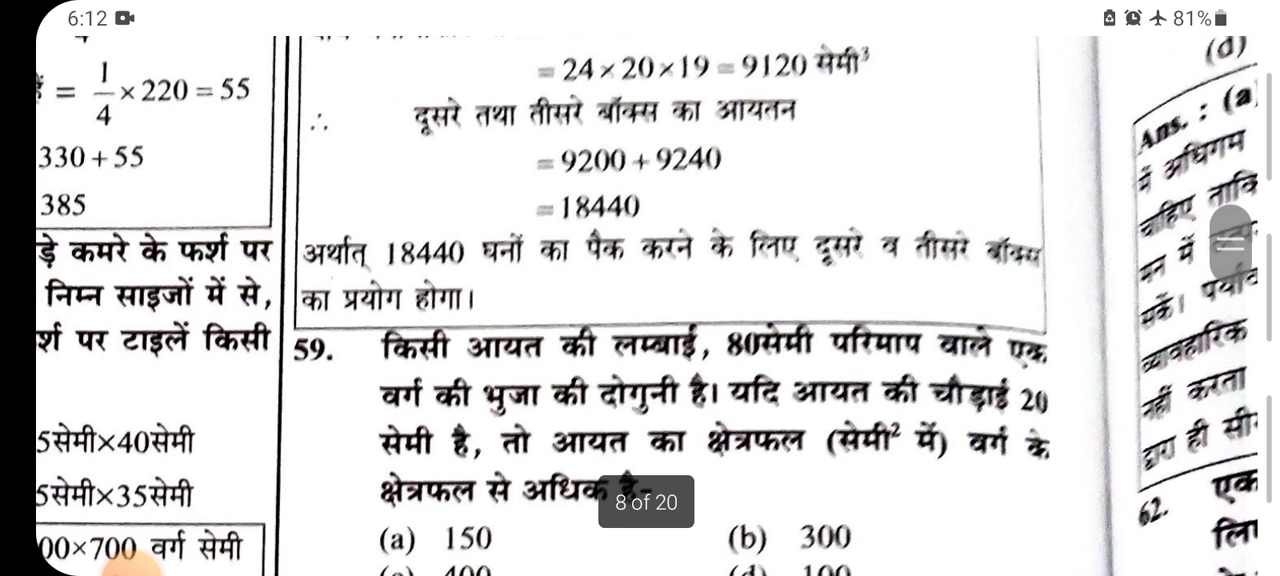 6:12
81%
= 1/4 × 220 = 55
330 + 55
385
ड़े कमरे के फर्श पर
निम्न साइजों में से,
र्श पर टाइलें किसी
5सेमी×40सेमी
5सेमी×35सेमी
00×700 वर्ग सेमी
= 24 × 20 × 19 = 9120 सेमी³
∴ दूसरे तथा तीसरे बॉक्स का आयतन
= 9200 + 9240
= 18440
अर्थात् 18440 घनों का पैक करने के लिए दूसरे व तीसरे बॉक्स
का प्रयोग होगा।
59. किसी आयत की लम्बाई, 80सेमी परिमाप वाले एक
वर्ग की भुजा की दोगुनी है। यदि आयत की चौड़ाई 20
सेमी है, तो आयत का क्षेत्रफल (सेमी² में) वर्ग के
क्षेत्रफल से अधिक है-
8 of 20
(a) 150 (b) 300
(c) 400 (d) 100
(d)
Ans. : (a)
में अधिगम
चाहिए ताकि
मन में
सकें। पर्याव
व्यावहारिक
नहीं करता
द्वारा ही सी
62. एक